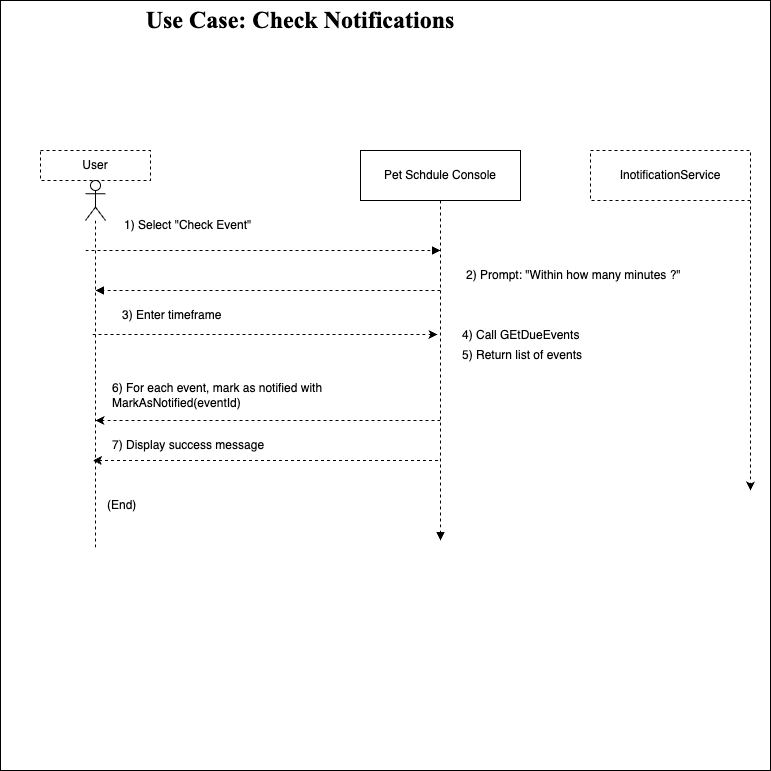 Use Case: Check Notifications
User
Pet Schdule Console
InotificationService
1) Select "Check Event"
2) Prompt: "Within how many minutes ?"
3) Enter timeframe
4) Call GEtDueEvents
5) Return list of events
6) For each event, mark as notified with
MarkAsNotified(eventId)
7) Display success message
(End)